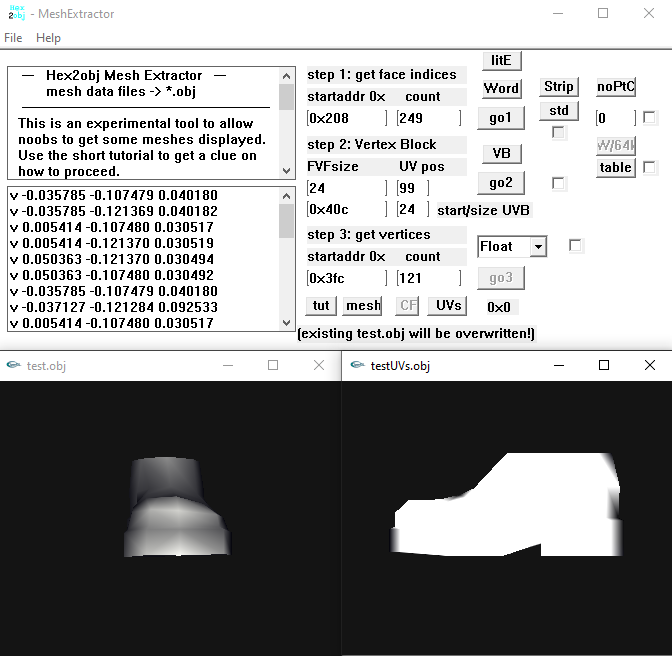 Hex
2obj - MeshExtractor
File Help
— Hex2obj Mesh Extractor —
mesh data files -> *.obj
This is an experimental tool to allow
noobs to get some meshes displayed.
Use the short tutorial to get a clue on
how to proceed.
v -0.035785 -0.107479 0.040180
v -0.035785 -0.121369 0.040182
v 0.005414 -0.107480 0.030517
v 0.005414 -0.121370 0.030519
v 0.050363 -0.121370 0.030494
v 0.050363 -0.107480 0.030492
v -0.035785 -0.107479 0.040180
v -0.037127 -0.121284 0.092533
v 0.005414 -0.107480 0.030517
step 1: get face indices
startaddr 0x count
0x208 249
step 2: Vertex Block
FVFsize UV pos
24 99
0x40c 24 start/size UVB
step 3: get vertices
startaddr 0x count
0x3fc 121
tut mesh CF UVs 0x0
(existing test.obj will be overwritten!)
litE
Word
go1
VB
go2
Float
go3
Strip
std
noPtC
0
W/64k
table
test.obj
testUVs.obj